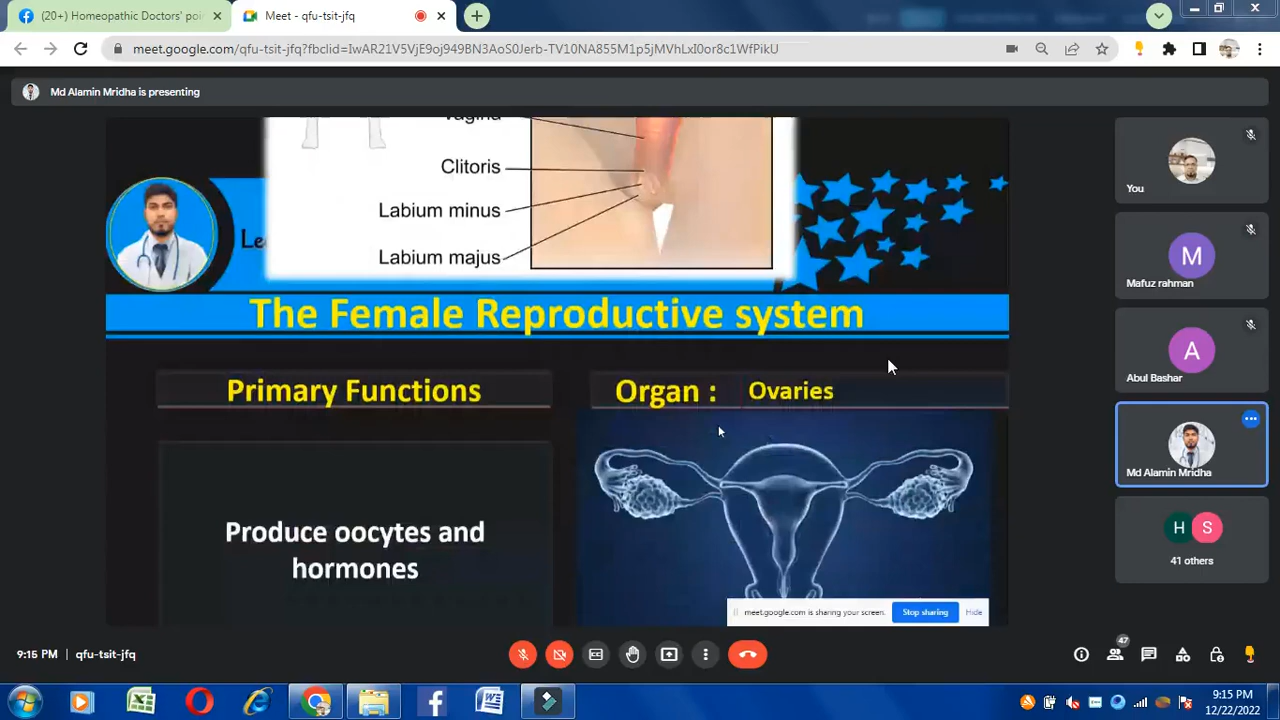 (20+) Homeopathic Doctors' poi
Meet - qfu-tsit-jfq
meet.google.com/qfu-tsit-jfq?fbclid=IwAR21V5VjE9oj949BN3AoS0Jerb-TV10NA855M1p5jMVhLxI0or8c1WfPikU
Md Alamin Mridha is presenting
Vagina
Clitoris
Labium minus
Labium majus
Le
The Female Reproductive system
Primary Functions
Organ : Ovaries
Produce oocytes and
hormones
meet.google.com is sharing your screen.
Stop sharing
Hide
You
M
Mafuz rahman
A
Abul Bashar
Md Alamin Mridha
H S
41 others
9:15 PM | qfu-tsit-jfq
47
9:15 PM
12/22/2022